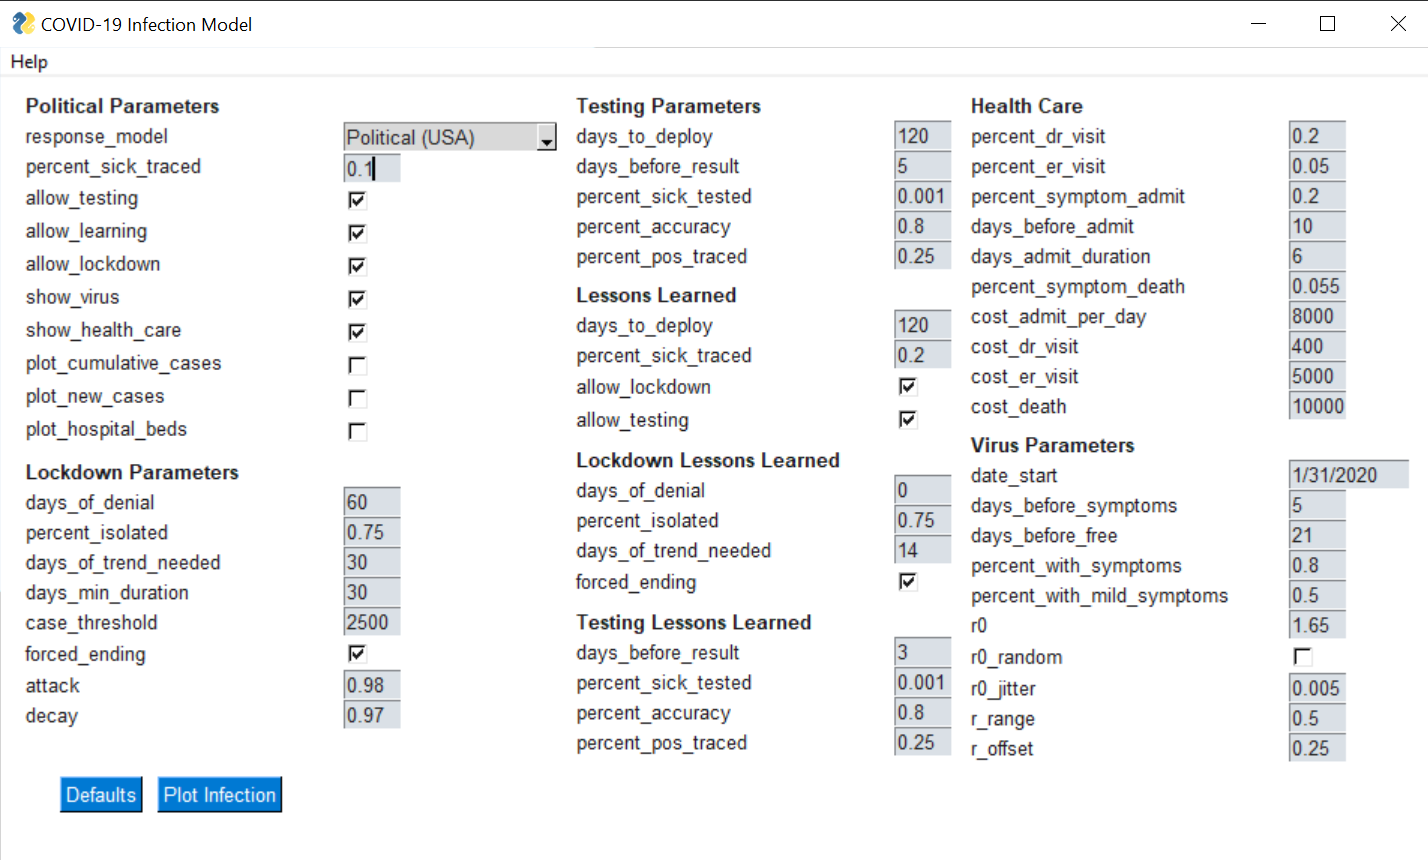 COVID-19 Infection Model
Help
Political Parameters
response_model Political (USA)
percent_sick_traced 0.1
allow_testing
allow_learning
allow_lockdown
show_virus
show_health_care
plot_cumulative_cases
plot_new_cases
plot_hospital_beds
Lockdown Parameters
days_of_denial 60
percent_isolated 0.75
days_of_trend_needed 30
days_min_duration 30
case_threshold 2500
forced_ending
attack 0.98
decay 0.97
Defaults Plot Infection
Testing Parameters
days_to_deploy 120
days_before_result 5
percent_sick_tested 0.001
percent_accuracy 0.8
percent_pos_traced 0.25
Lessons Learned
days_to_deploy 120
percent_sick_traced 0.2
allow_lockdown
allow_testing
Lockdown Lessons Learned
days_of_denial 0
percent_isolated 0.75
days_of_trend_needed 14
forced_ending
Testing Lessons Learned
days_before_result 3
percent_sick_tested 0.001
percent_accuracy 0.8
percent_pos_traced 0.25
Health Care
percent_dr_visit 0.2
percent_er_visit 0.05
percent_symptom_admit 0.2
days_before_admit 10
days_admit_duration 6
percent_symptom_death 0.055
cost_admit_per_day 8000
cost_dr_visit 400
cost_er_visit 5000
cost_death 10000
Virus Parameters
date_start 1/31/2020
days_before_symptoms 5
days_before_free 21
percent_with_symptoms 0.8
percent_with_mild_symptoms 0.5
r0 1.65
r0_random
r0_jitter 0.005
r_range 0.5
r_offset 0.25